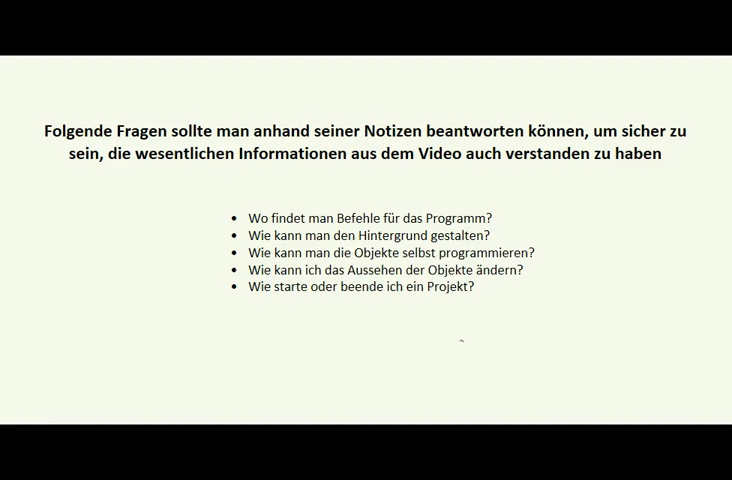 Folgende Fragen sollte man anhand seiner Notizen beantworten können, um sicher zu
sein, die wesentlichen Informationen aus dem Video auch verstanden zu haben
• Wo findet man Befehle für das Programm?
• Wie kann man den Hintergrund gestalten?
• Wie kann man die Objekte selbst programmieren?
• Wie kann ich das Aussehen der Objekte ändern?
• Wie starte oder beende ich ein Projekt?